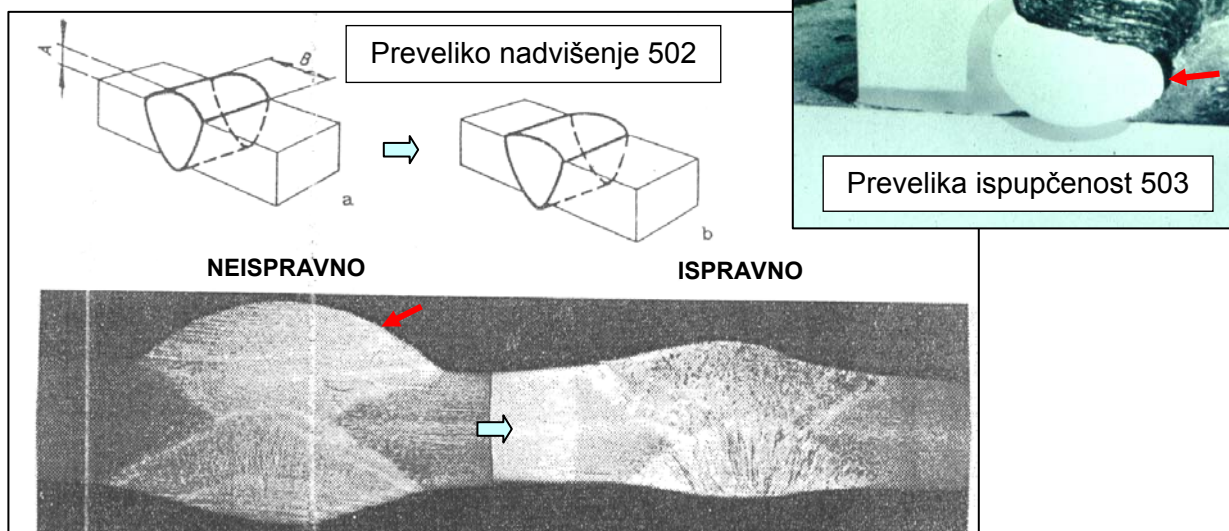 A
B
Preveliko nadvišenje 502
a
b
Prevelika ispupčenost 503
NEISPRAVNO
ISPRAVNO